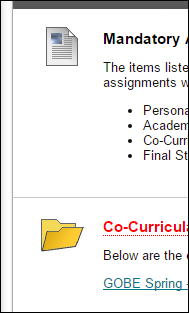 Mandatory A
The items liste
assignments w
• Persona
• Academ
• Co-Curr
• Final St
Co-Curricula
Below are the
GOBE Spring -